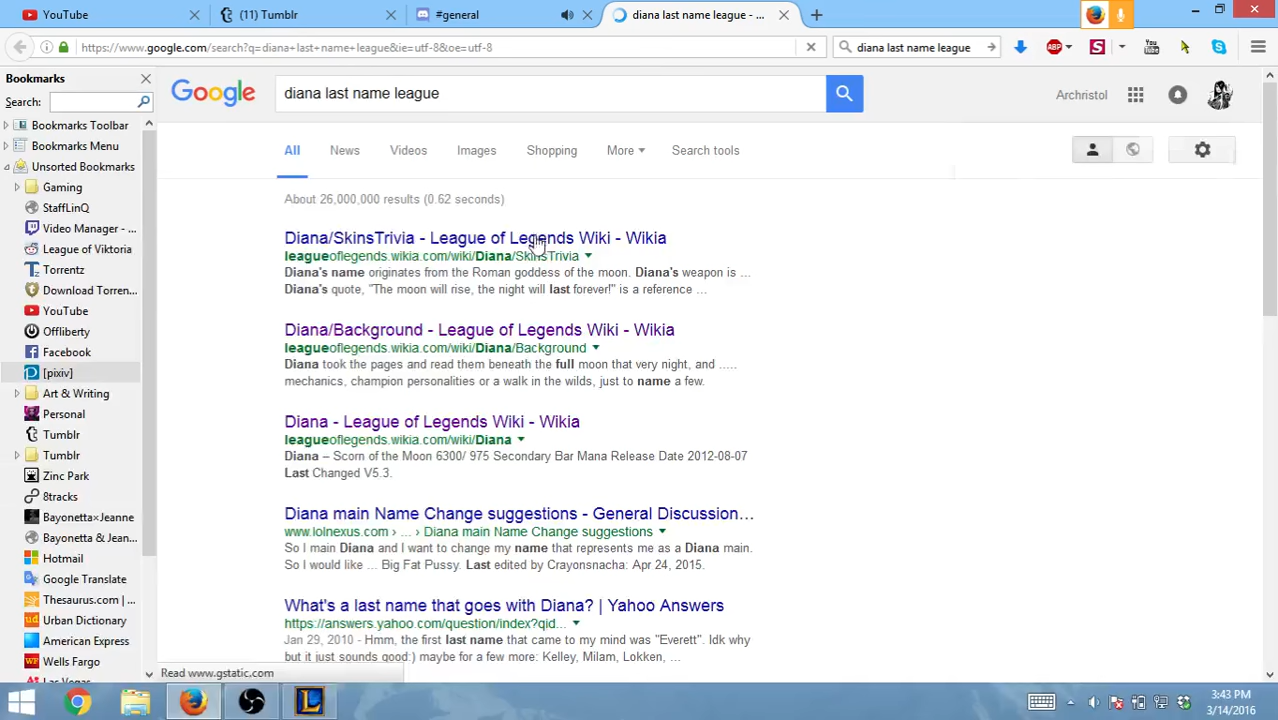 YouTube
(11) Tumblr
#general
diana last name league - ...
https://www.google.com/search?q=diana+last+name+league&ie=utf-8&oe=utf-8
diana last name league
ABP
S
You Tube
Bookmarks
Search:
Google
diana last name league
Archristol
Bookmarks Toolbar
Bookmarks Menu
Unsorted Bookmarks
Gaming
StaffLinQ
Video Manager - ...
League of Viktoria
Torrentz
Download Torren...
YouTube
Offliberty
Facebook
[pixiv]
Art & Writing
Personal
Tumblr
Tumblr
Zinc Park
8tracks
Bayonetta×Jeanne
Bayonetta & Jean...
Hotmail
Google Translate
Thesaurus.com | ...
Urban Dictionary
American Express
Wells Fargo
All
News
Videos
Images
Shopping
More
Search tools
About 26,000,000 results (0.62 seconds)
Diana/SkinsTrivia - League of Legends Wiki - Wikia
leagueoflegends.wikia.com/wiki/Diana/SkinsTrivia
Diana's name originates from the Roman goddess of the moon. Diana's weapon is ...
Diana's quote, "The moon will rise, the night will last forever!" is a reference ...
Diana/Background - League of Legends Wiki - Wikia
leagueoflegends.wikia.com/wiki/Diana/Background
Diana took the pages and read them beneath the full moon that very night, and .....
mechanics, champion personalities or a walk in the wilds, just to name a few.
Diana - League of Legends Wiki - Wikia
leagueoflegends.wikia.com/wiki/Diana
Diana – Scorn of the Moon 6300/ 975 Secondary Bar Mana Release Date 2012-08-07
Last Changed V5.3.
Diana main Name Change suggestions - General Discussion...
www.lolnexus.com › ... › Diana main Name Change suggestions
So I main Diana and I want to change my name that represents me as a Diana main.
So I would like ... Big Fat Pussy. Last edited by Crayonsnacha: Apr 24, 2015.
What's a last name that goes with Diana? | Yahoo Answers
https://answers.yahoo.com/question/index?qid...
Jan 29, 2010 - Hmm, the first last name that came to my mind was "Everett". Idk why
but it just sounds good:) maybe for a few more: Kelley, Milam, Lokken, ...
Read www.gstatic.com
3:43 PM
3/14/2016